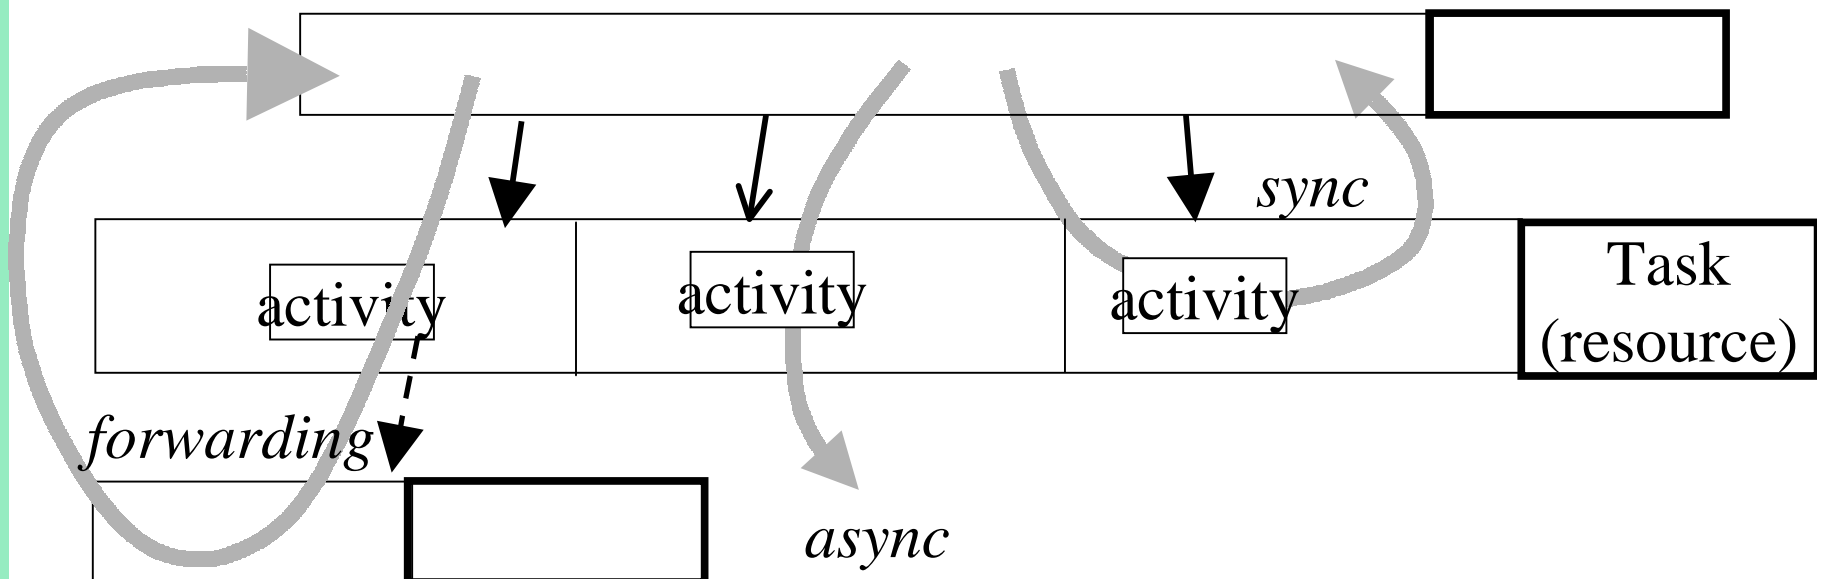 sync
Task
(resource)
activity
activity
activity
forwarding
async